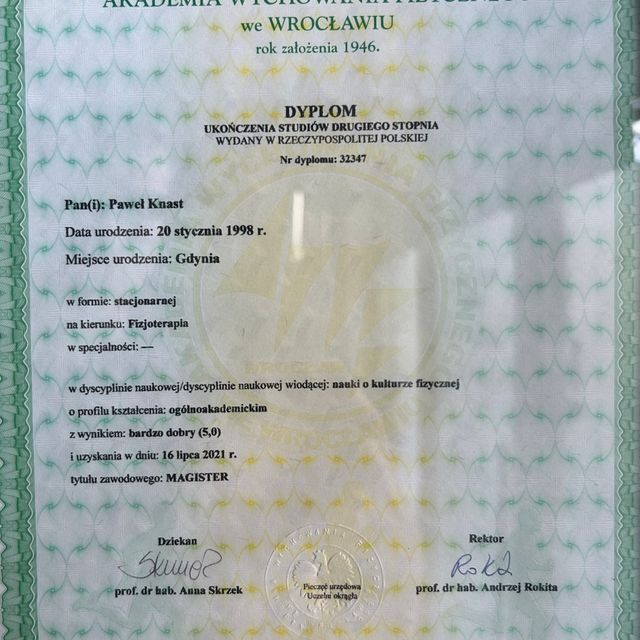 AKADEMIA WYCHOWANIA FIZYCZNEGO
we WROCŁAWIU
rok założenia 1946.
DYPLOM
UKOŃCZENIA STUDIÓW DRUGIEGO STOPNIA
WYDANY W RZECZYPOSPOLITEJ POLSKIEJ
Nr dyplomu: 32347
Pan(i): Paweł Knast
Data urodzenia: 20 stycznia 1998 r.
Miejsce urodzenia: Gdynia
w formie: stacjonarnej
na kierunku: Fizjoterapia
w specjalności: —
w dyscyplinie naukowej/dyscyplinie naukowej wiodącej: nauki o kulturze fizycznej
o profilu kształcenia: ogólnoakademickim
z wynikiem: bardzo dobry (5,0)
i uzyskania w dniu: 16 lipca 2021 r.
tytułu zawodowego: MAGISTER
Dziekan
prof. dr hab. Anna Skrzek
Pieczęć urzędowa
Uczelni okrągła
Rektor
prof. dr hab. Andrzej Rokita